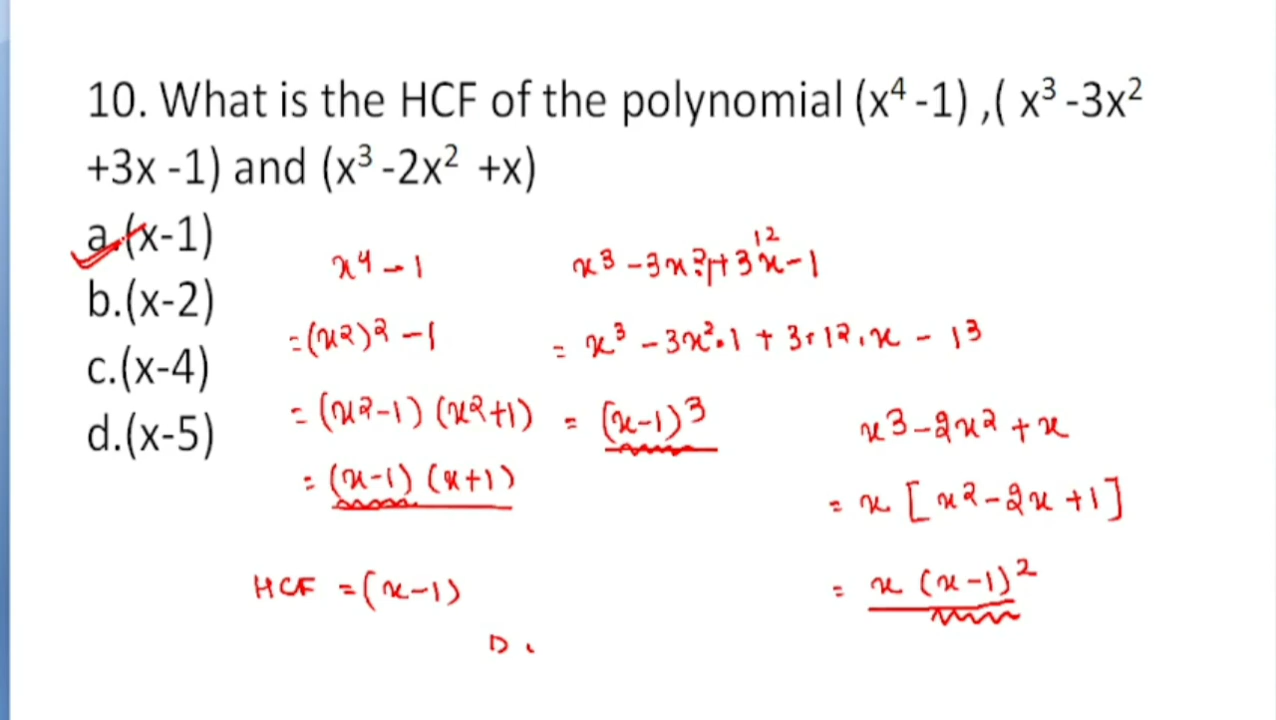 10. What is the HCF of the polynomial (x⁴ -1) ,( x³ -3x²
+3x -1) and (x³ -2x² +x)
a.(x-1)
b.(x-2)
c.(x-4)
d.(x-5)
x⁴ - 1
= (x²)² - 1
= (x²-1) (x²+1)
= (x-1) (x+1)
HCF = (x-1)
12
x³ - 3x².1 + 3x - 1
= x³ - 3x².1 + 3.1².x - 1³
= (x-1)³
x³ - 2x² + x
= x [x² - 2x + 1]
= x (x-1)²
D.